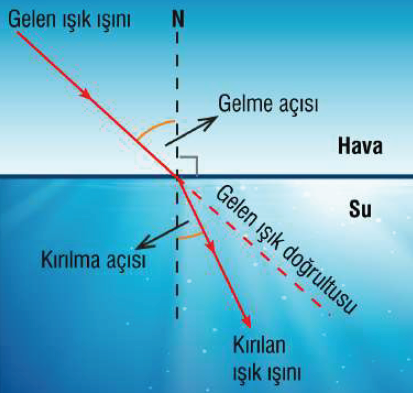 Gelen ışık ışını
N
Gelme açısı
Hava
Su
Gelen ışık doğrultusu
Kırılma açısı
Kırılan
ışık ışını